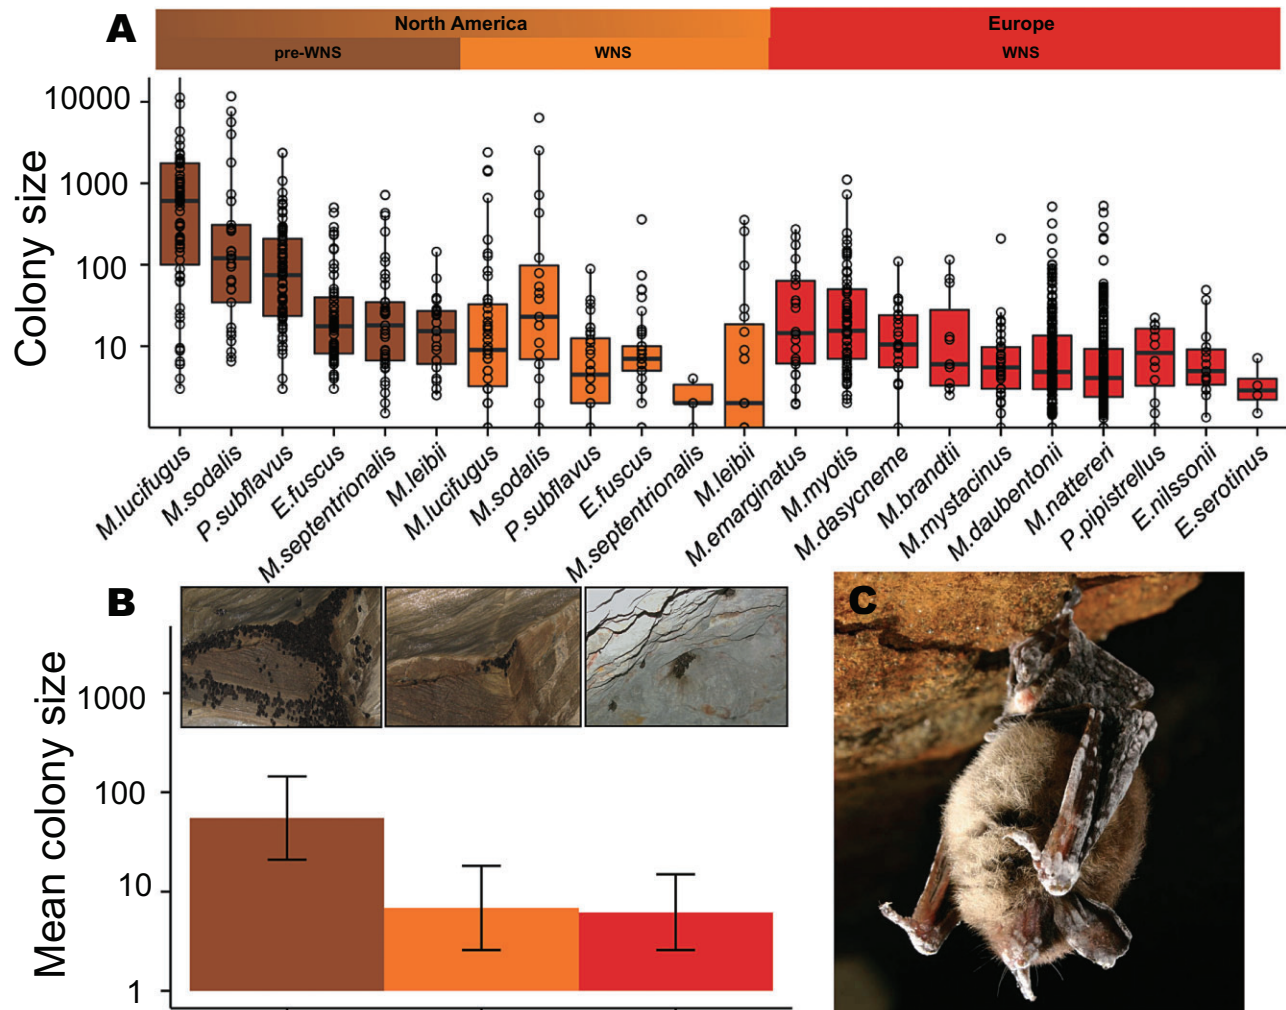 A
North America
Europe
pre-WNS
WNS
WNS
Colony size
10000
1000
100
10
M.lucifugus
M.sodalis
P.subflavus
E.fuscus
M.septentrionalis
M.leibii
M.lucifugus
M.sodalis
P.subflavus
E.fuscus
M.septentrionalis
M.leibii
M.emarginatus
M.myotis
M.dasycneme
M.brandtii
M.mystacinus
M.daubentonii
M.nattereri
P.pipistrellus
E.nilssonii
E.serotinus
B
Mean colony size
1000
100
10
1
C